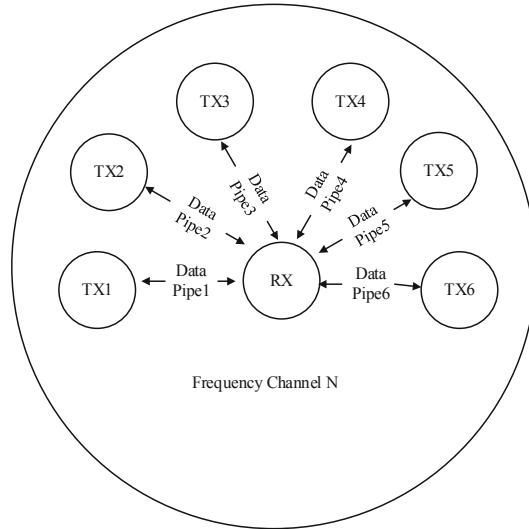 TX3
TX4
TX2
TX5
Data
Pipe3
Data
Pipe4
Data
Pipe2
Data
Pipe5
TX1
Data
Pipe1
RX
Data
Pipe6
TX6
Frequency Channel N